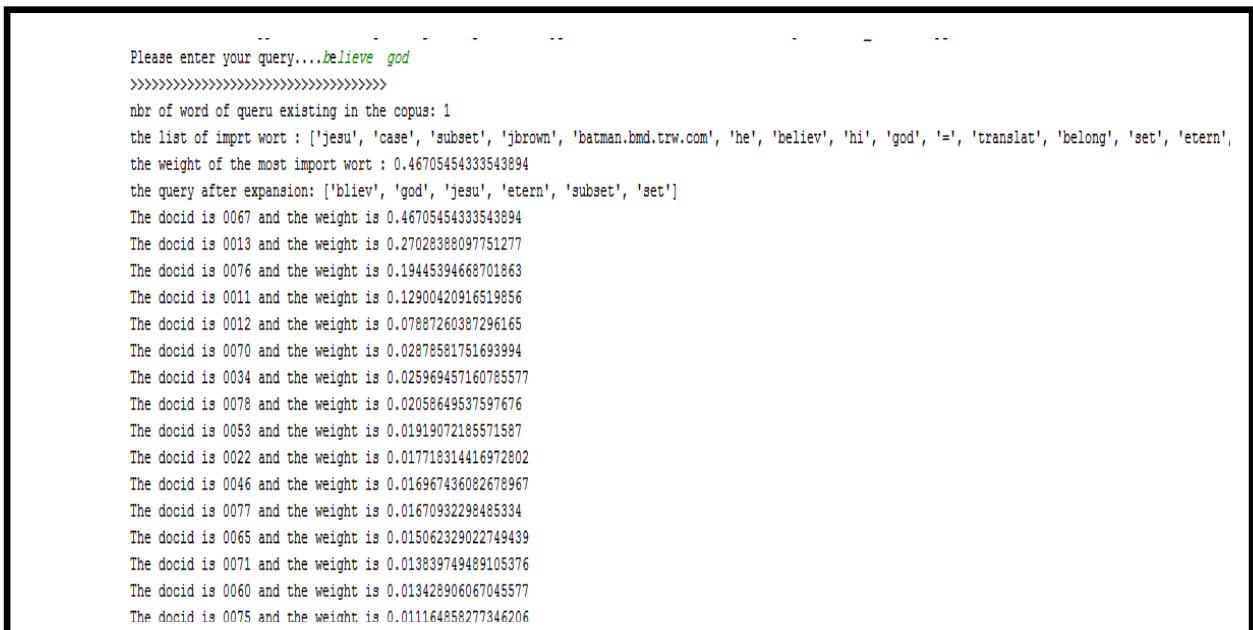 Please enter your query....believe god
>>>>>>>>>>>>>>>>>>>>>>>>>>>>>>>>>>>>
nbr of word of queru existing in the copus: 1
the list of imprt wort : ['jesu', 'case', 'subset', 'jbrown', 'batman.bmd.trw.com', 'he', 'believ', 'hi', 'god', '=', 'translat', 'belong', 'set', 'etern',
the weight of the most import wort : 0.46705454333543894
the query after expansion: ['bliev', 'god', 'jesu', 'etern', 'subset', 'set']
The docid is 0067 and the weight is 0.46705454333543894
The docid is 0013 and the weight is 0.27028388097751277
The docid is 0076 and the weight is 0.19445394668701863
The docid is 0011 and the weight is 0.12900420916519856
The docid is 0012 and the weight is 0.07887260387296165
The docid is 0070 and the weight is 0.02878581751693994
The docid is 0034 and the weight is 0.025969457160785577
The docid is 0078 and the weight is 0.02058649537597676
The docid is 0053 and the weight is 0.01919072185571587
The docid is 0022 and the weight is 0.017718314416972802
The docid is 0046 and the weight is 0.016967436082678967
The docid is 0077 and the weight is 0.01670932298485334
The docid is 0065 and the weight is 0.015062329022749439
The docid is 0071 and the weight is 0.013839749489105376
The docid is 0060 and the weight is 0.013428906067045577
The docid is 0075 and the weight is 0.011164858277346206